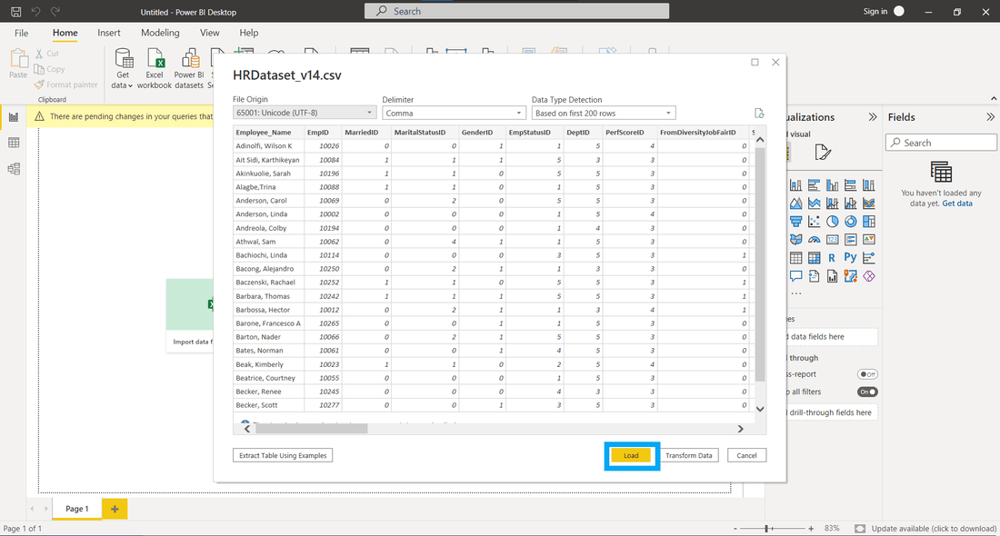 Untitled - Power BI Desktop
Search
Sign in
File Home Insert Modeling View Help
Paste
Cut
Copy
Format painter
Clipboard
Get data
Excel workbook
Power BI datasets
There are pending changes in your queries that
HRDataset_v14.csv
File Origin Delimiter Data Type Detection
65001: Unicode (UTF-8) Comma Based on first 200 rows
Employee_Name EmpID MarriedID MaritalStatusID GenderID EmpStatusID DeptID PerfScoreID FromDiversityJobFairID S
Adinolfi, Wilson K 10026 0 0 1 1 5 4 0
Ait Sidi, Karthikeyan 10084 1 1 1 5 3 3 0
Akinkuolie, Sarah 10196 1 1 0 5 5 3 0
Alagbe,Trina 10088 1 1 0 1 5 3 0
Anderson, Carol 10069 0 2 0 5 5 3 0
Anderson, Linda 10002 0 0 0 1 5 4 0
Andreola, Colby 10194 0 0 0 1 4 3 0
Athwal, Sam 10062 0 4 1 1 5 3 0
Bachiochi, Linda 10114 0 0 0 3 5 3 1
Bacong, Alejandro 10250 0 2 1 1 3 3 0
Baczenski, Rachael 10252 1 1 0 5 5 3 1
Barbara, Thomas 10242 1 1 1 5 5 3 1
Barbossa, Hector 10012 0 2 1 1 3 4 1
Barone, Francesco A 10265 0 0 1 1 5 3 0
Barton, Nader 10066 0 2 1 5 5 3 0
Bates, Norman 10061 0 0 1 4 5 3 0
Beak, Kimberly 10023 1 1 0 2 5 4 0
Beatrice, Courtney 10055 0 0 0 1 5 3 0
Becker, Renee 10245 0 0 0 4 3 3 0
Becker, Scott 10277 0 0 1 3 5 3 0
Extract Table Using Examples
Load
Transform Data
Cancel
Import data f
ualizations
d visual
R Py
...
es
d data fields here
l through
ss-report
Off
p all filters
On
d drill-through fields here
Fields
Search
You haven't loaded any
data yet. Get data
Page 1
Page 1 of 1
- + 83%
Update available (click to download)